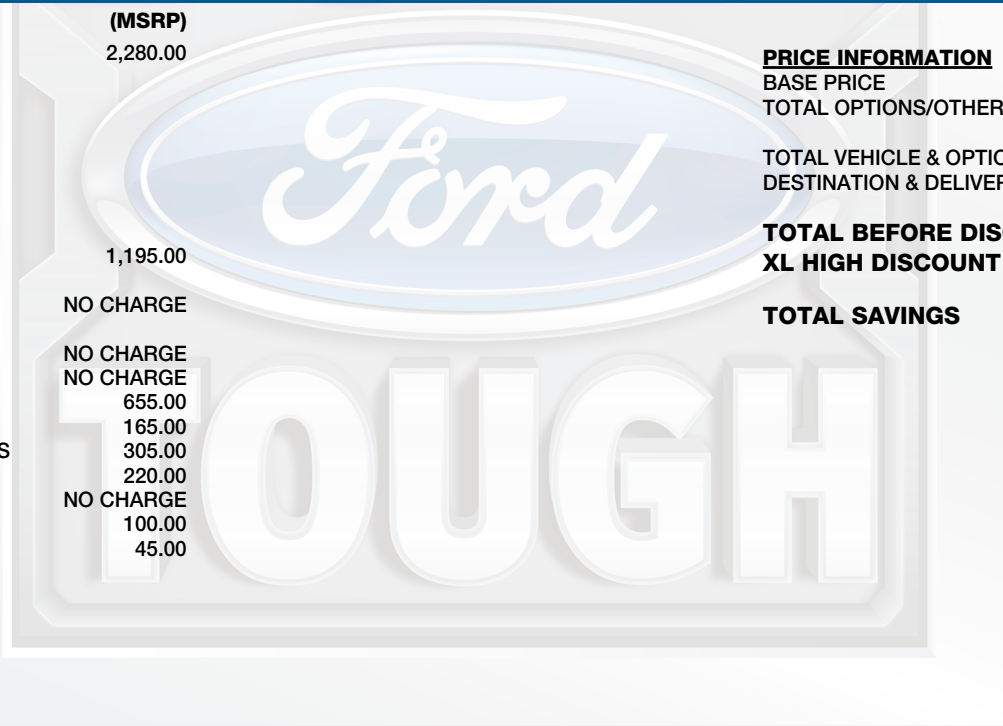 (MSRP)
2,280.00
1,195.00
NO CHARGE
NO CHARGE
NO CHARGE
655.00
165.00
S 305.00
220.00
NO CHARGE
100.00
45.00
PRICE INFORMATION
BASE PRICE
TOTAL OPTIONS/OTHER
TOTAL VEHICLE & OPTIO
DESTINATION & DELIVER
TOTAL BEFORE DIS
XL HIGH DISCOUNT
TOTAL SAVINGS
Ford
TOUGH